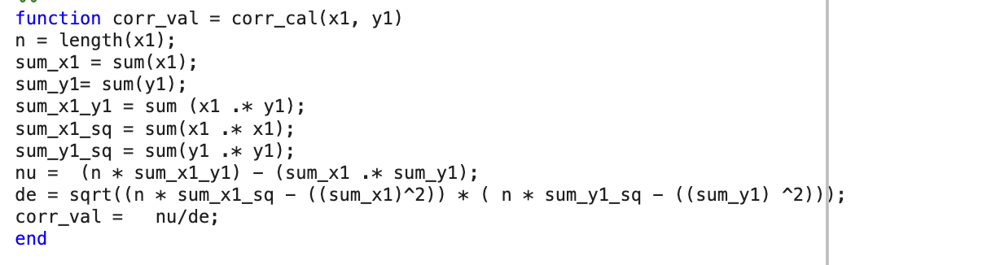 function corr_val = corr_cal(x1, y1)
n = length(x1);
sum_x1 = sum(x1);
sum_y1= sum(y1);
sum_x1_y1 = sum (x1 .* y1);
sum_x1_sq = sum(x1 .* x1);
sum_y1_sq = sum(y1 .* y1);
nu =  (n * sum_x1_y1) - (sum_x1 .* sum_y1);
de = sqrt((n * sum_x1_sq - ((sum_x1)^2)) * ( n * sum_y1_sq - ((sum_y1) ^2)));
corr_val =   nu/de;
end